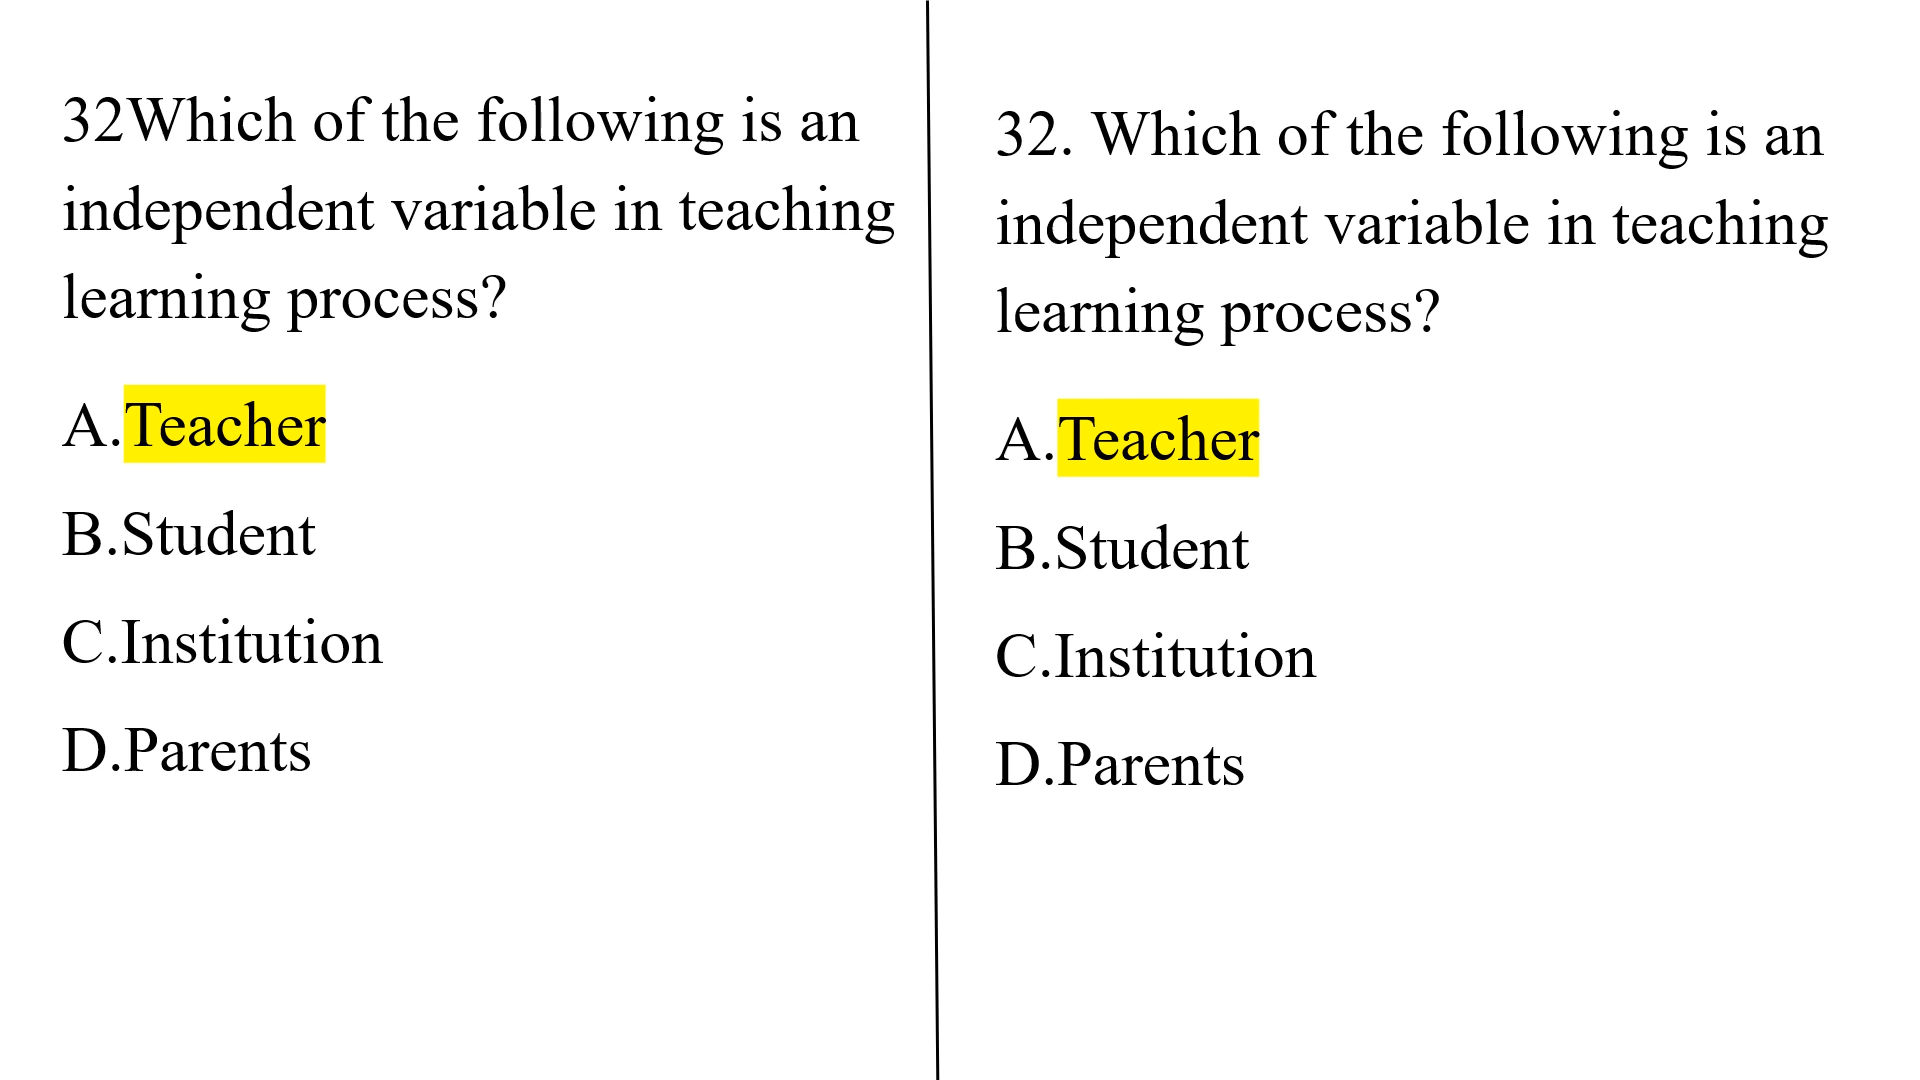 32Which of the following is an
independent variable in teaching
learning process?
A.Teacher
B.Student
C.Institution
D.Parents
32. Which of the following is an
independent variable in teaching
learning process?
A.Teacher
B.Student
C.Institution
D.Parents